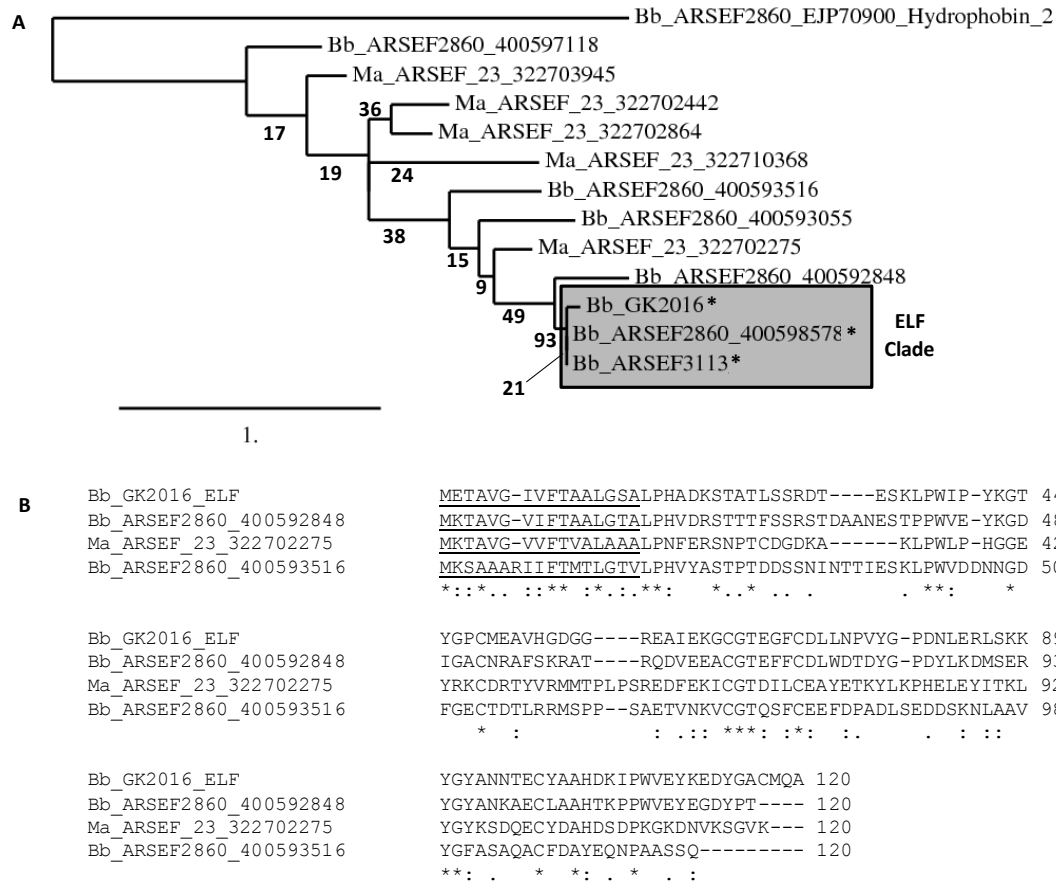 A
Bb_ARSEF2860_EJP70900_Hydrophobin_2
Bb_ARSEF2860_400597118
Ma_ARSEF_23_322703945
36
Ma_ARSEF_23_322702442
17
Ma_ARSEF_23_322702864
19
24
Ma_ARSEF_23_322710368
Bb_ARSEF2860_400593516
38
Bb_ARSEF2860_400593055
15
Ma_ARSEF_23_322702275
9
Bb_ARSEF2860_400592848
49
Bb_GK2016*
93
Bb_ARSEF2860_400598578*
21
Bb_ARSEF3113*
ELF
Clade
1.
B
Bb_GK2016_ELF METAVG-IVFTAALGSALPHADKSTATLSSRDT----ESKLPWIP-YKGT 44
Bb_ARSEF2860_400592848 MKTAVG-VIFTAALGTALPHVDRSTTTFSSRSTDAANESTPPWVE-YKGD 48
Ma_ARSEF_23_322702275 MKTAVG-VVFTVALAAALPNFERSNPTCDGDKA------KLPWLP-HGGE 42
Bb_ARSEF2860_400593516 MKSAAARIIFTMTLGTVLPHVYASTPTDDSSNINTTIESKLPWVDDNNGD 50
*::*.. ::** :*.:.**: *..* .. . . **: *
Bb_GK2016_ELF YGPCMEAVHGDGG----REAIEKGCGTEGFCDLLNPVYG-PDNLERLSKK 89
Bb_ARSEF2860_400592848 IGACNRAFSKRAT----RQDVEEACGTEFFCDLWDTDYG-PDYLKDMSER 93
Ma_ARSEF_23_322702275 YRKCDRTYVRMMTPLPSREDFEKICGTDILCEAYETKYLKPHELEYITKL 92
Bb_ARSEF2860_400593516 FGECTDTLRRMSPP--SAETVNKVCGTQSFCEEFDPADLSEDDSKNLAAV 98
* : : .:: ***: :*: :. . : ::
Bb_GK2016_ELF YGYANNTECYAAHDKIPWVEYKEDYGACMQA 120
Bb_ARSEF2860_400592848 YGYANKAECLAAHTKPPWVEYEGDYPT---- 120
Ma_ARSEF_23_322702275 YGYKSDQECYDAHDSDPKGKDNVKSGVK--- 120
Bb_ARSEF2860_400593516 YGFASAQACFDAYEQNPAASSQ--------- 120
**: . * *: . * . :